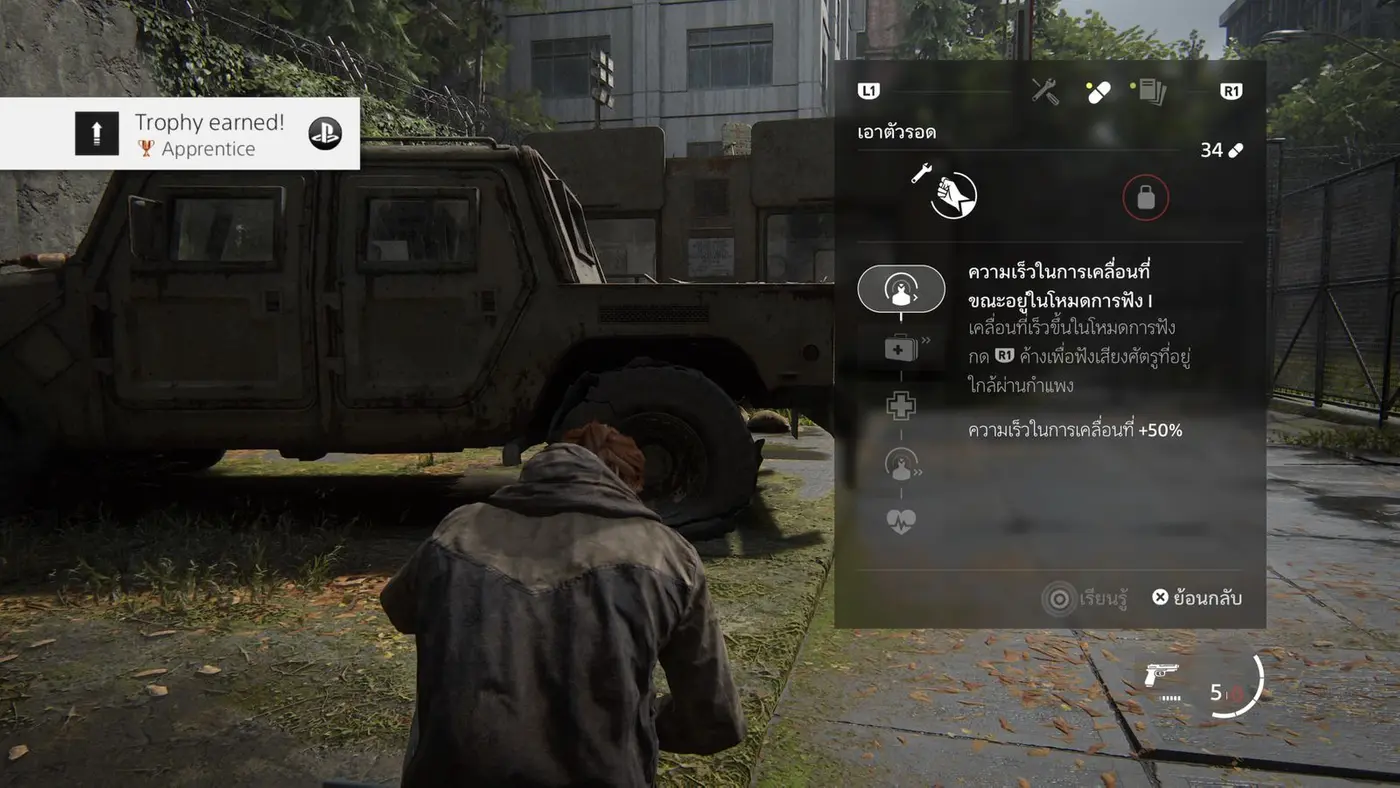 Trophy earned!
Apprentice
L1
R1
เอาตัวรอด
34
ความเร็วในการเคลื่อนที่
ขณะอยู่ในโหมดการฟัง I
เคลื่อนที่เร็วขึ้นในโหมดการฟัง
กด R1 ค้างเพื่อฟังเสียงศัตรูที่อยู่
ใกล้ผ่านกำแพง
ความเร็วในการเคลื่อนที่ +50%
เรียนรู้
ย้อนกลับ
5